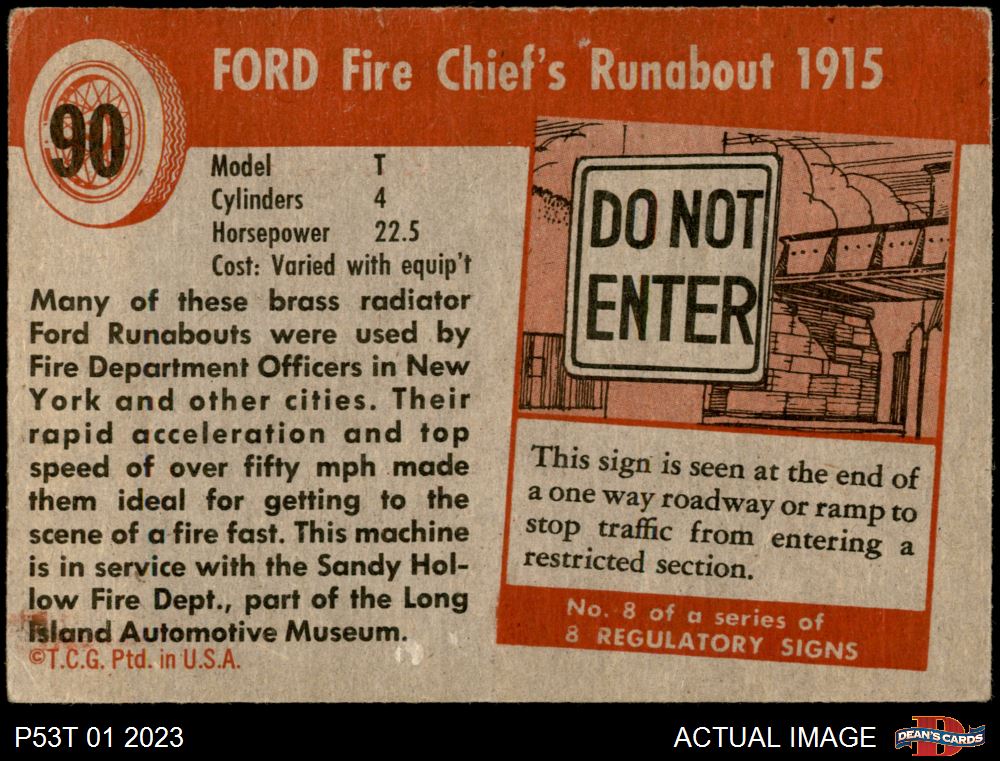 90
FORD Fire Chief's Runabout 1915
Model T
Cylinders 4
Horsepower 22.5
Cost: Varied with equip't
Many of these brass radiator
Ford Runabouts were used by
Fire Department Officers in New
York and other cities. Their
rapid acceleration and top
speed of over fifty mph made
them ideal for getting to the
scene of a fire fast. This machine
is in service with the Sandy Hol-
low Fire Dept., part of the Long
Island Automotive Museum.
©T.C.G. Ptd. in U.S.A.
DO NOT
ENTER
This sign is seen at the end of
a one way roadway or ramp to
stop traffic from entering a
restricted section.
No. 8 of a series of
8 REGULATORY SIGNS
P53T 01 2023
ACTUAL IMAGE
D
DEAN'S CARDS